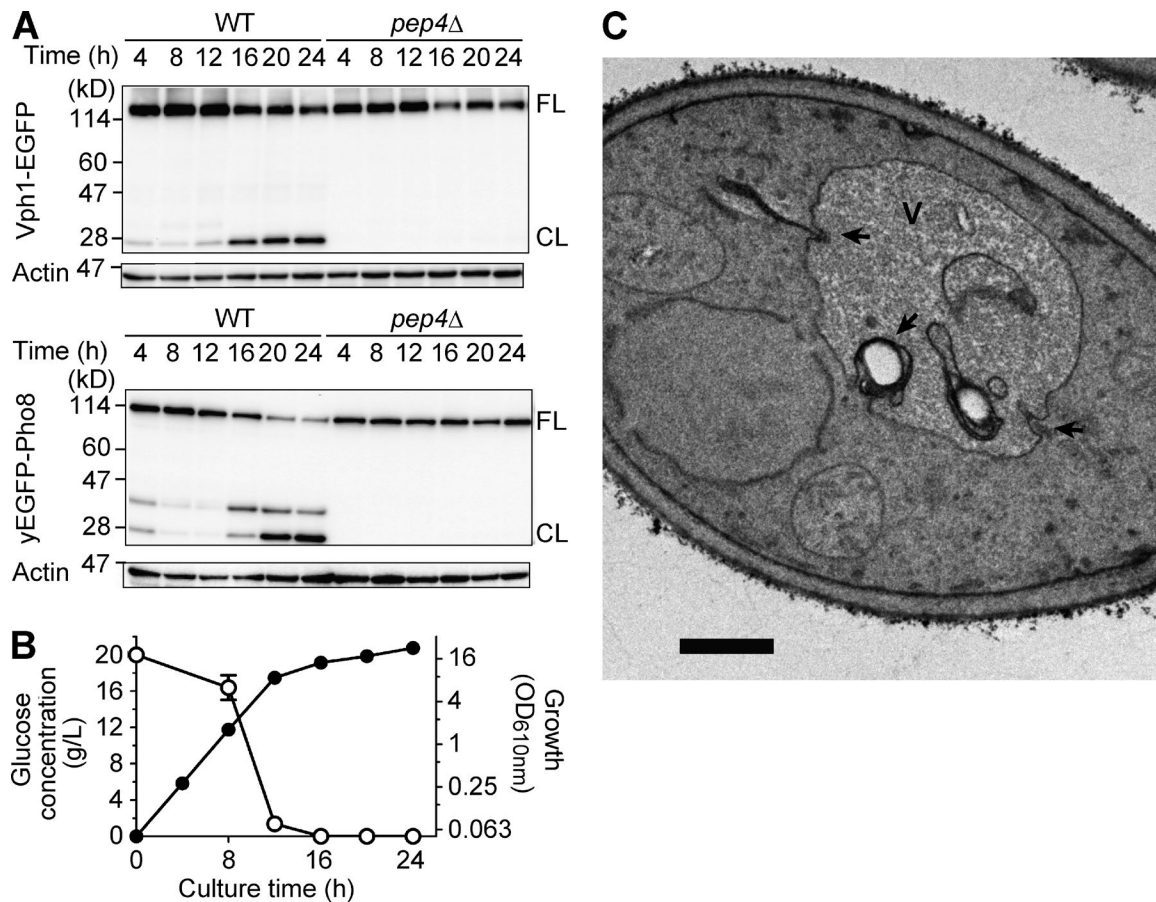 A
WT pep4Δ
Time (h) 4 8 12 16 20 24 4 8 12 16 20 24
(kD)
114
60
47
28
Vph1-EGFP
FL
CL
Actin 47
WT pep4Δ
Time (h) 4 8 12 16 20 24 4 8 12 16 20 24
(kD)
114
60
47
28
yEGFP-Pho8
FL
CL
Actin 47
B
20
16
12
8
4
0
Glucose
concentration
(g/L)
16
4
1
0.25
0.063
Growth
(OD610nm)
0 8 16 24
Culture time (h)
C
V